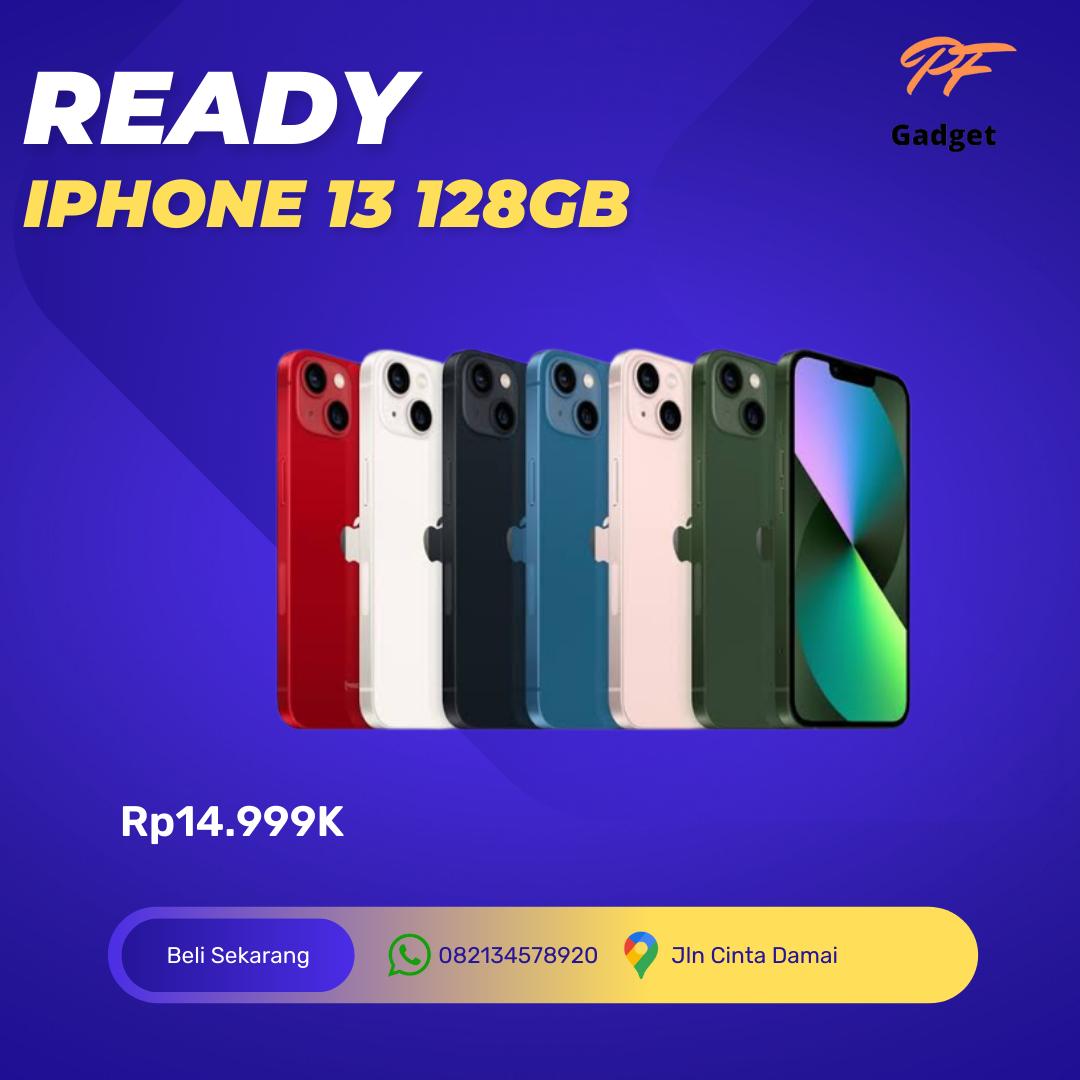 READY
IPHONE 13 128GB
PF
Gadget
Rp14.999K
Beli Sekarang
082134578920
Jln Cinta Damai